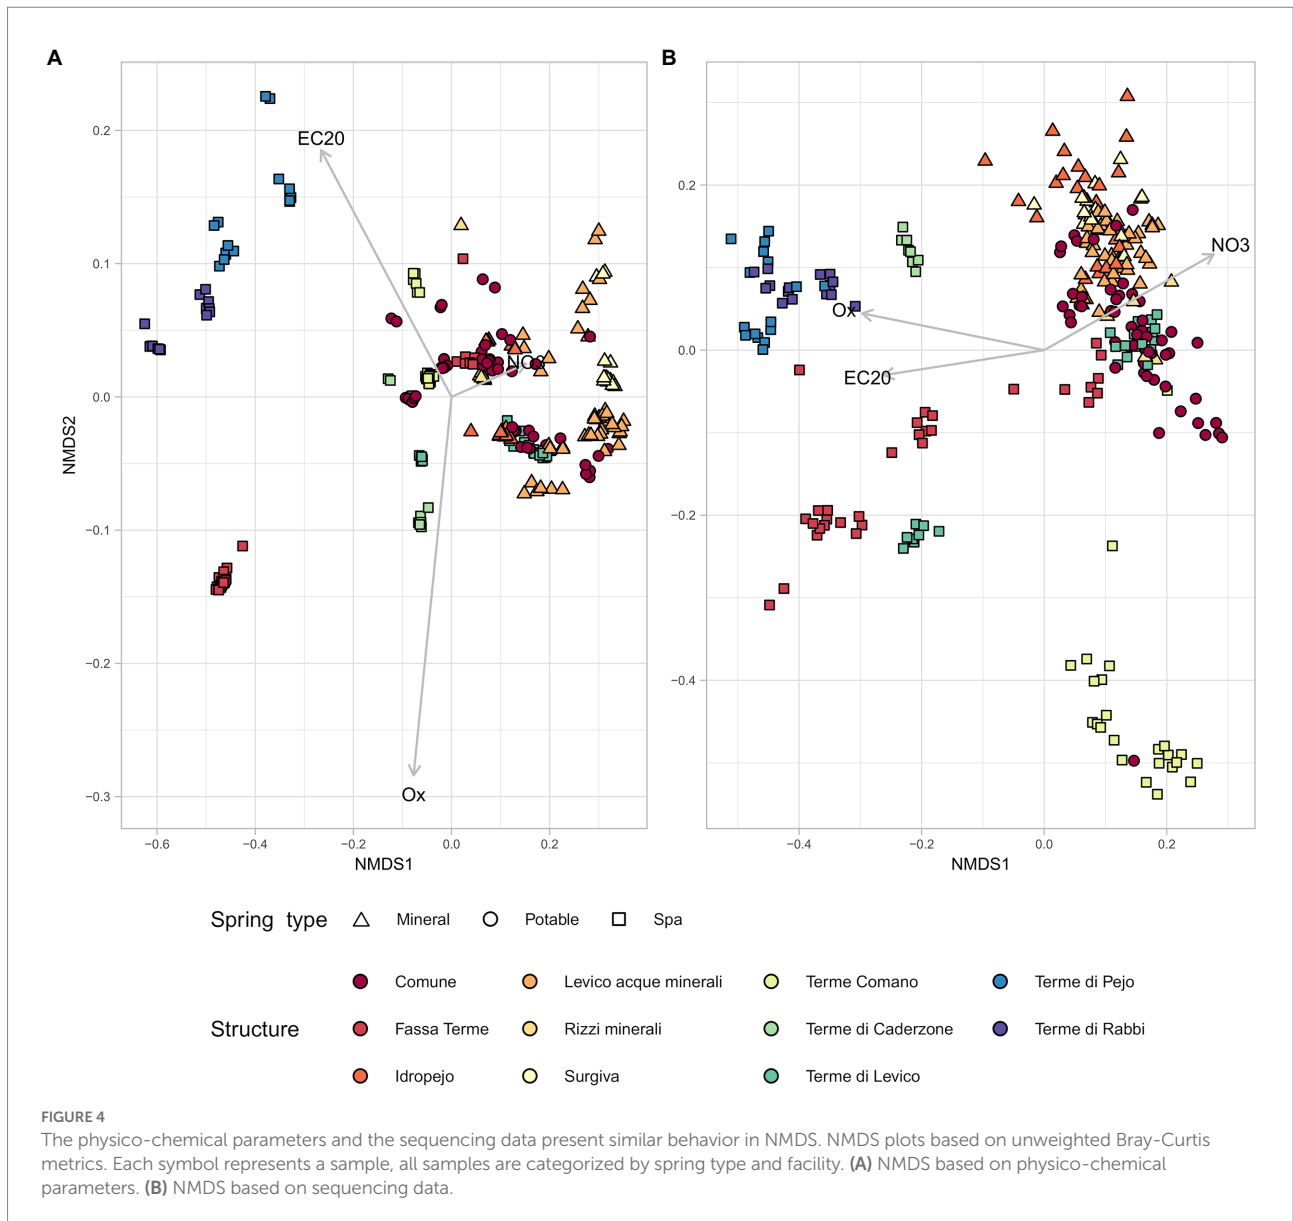 A
B
0.2
0.1
0.0
−0.1
−0.2
−0.3
NMDS2
EC20
Ox
−0.6
−0.4
−0.2
0.0
0.2
NMDS1
0.2
0.0
−0.2
−0.4
NO3
Ox
EC20
−0.4
−0.2
0.0
0.2
NMDS1
Spring type
Mineral
Potable
Spa
Structure
Comune
Levico acque minerali
Terme Comano
Terme di Pejo
Fassa Terme
Rizzi minerali
Terme di Caderzone
Terme di Rabbi
Idropejo
Surgiva
Terme di Levico
FIGURE 4
The physico-chemical parameters and the sequencing data present similar behavior in NMDS. NMDS plots based on unweighted Bray-Curtis
metrics. Each symbol represents a sample, all samples are categorized by spring type and facility. (A) NMDS based on physico-chemical
parameters. (B) NMDS based on sequencing data.